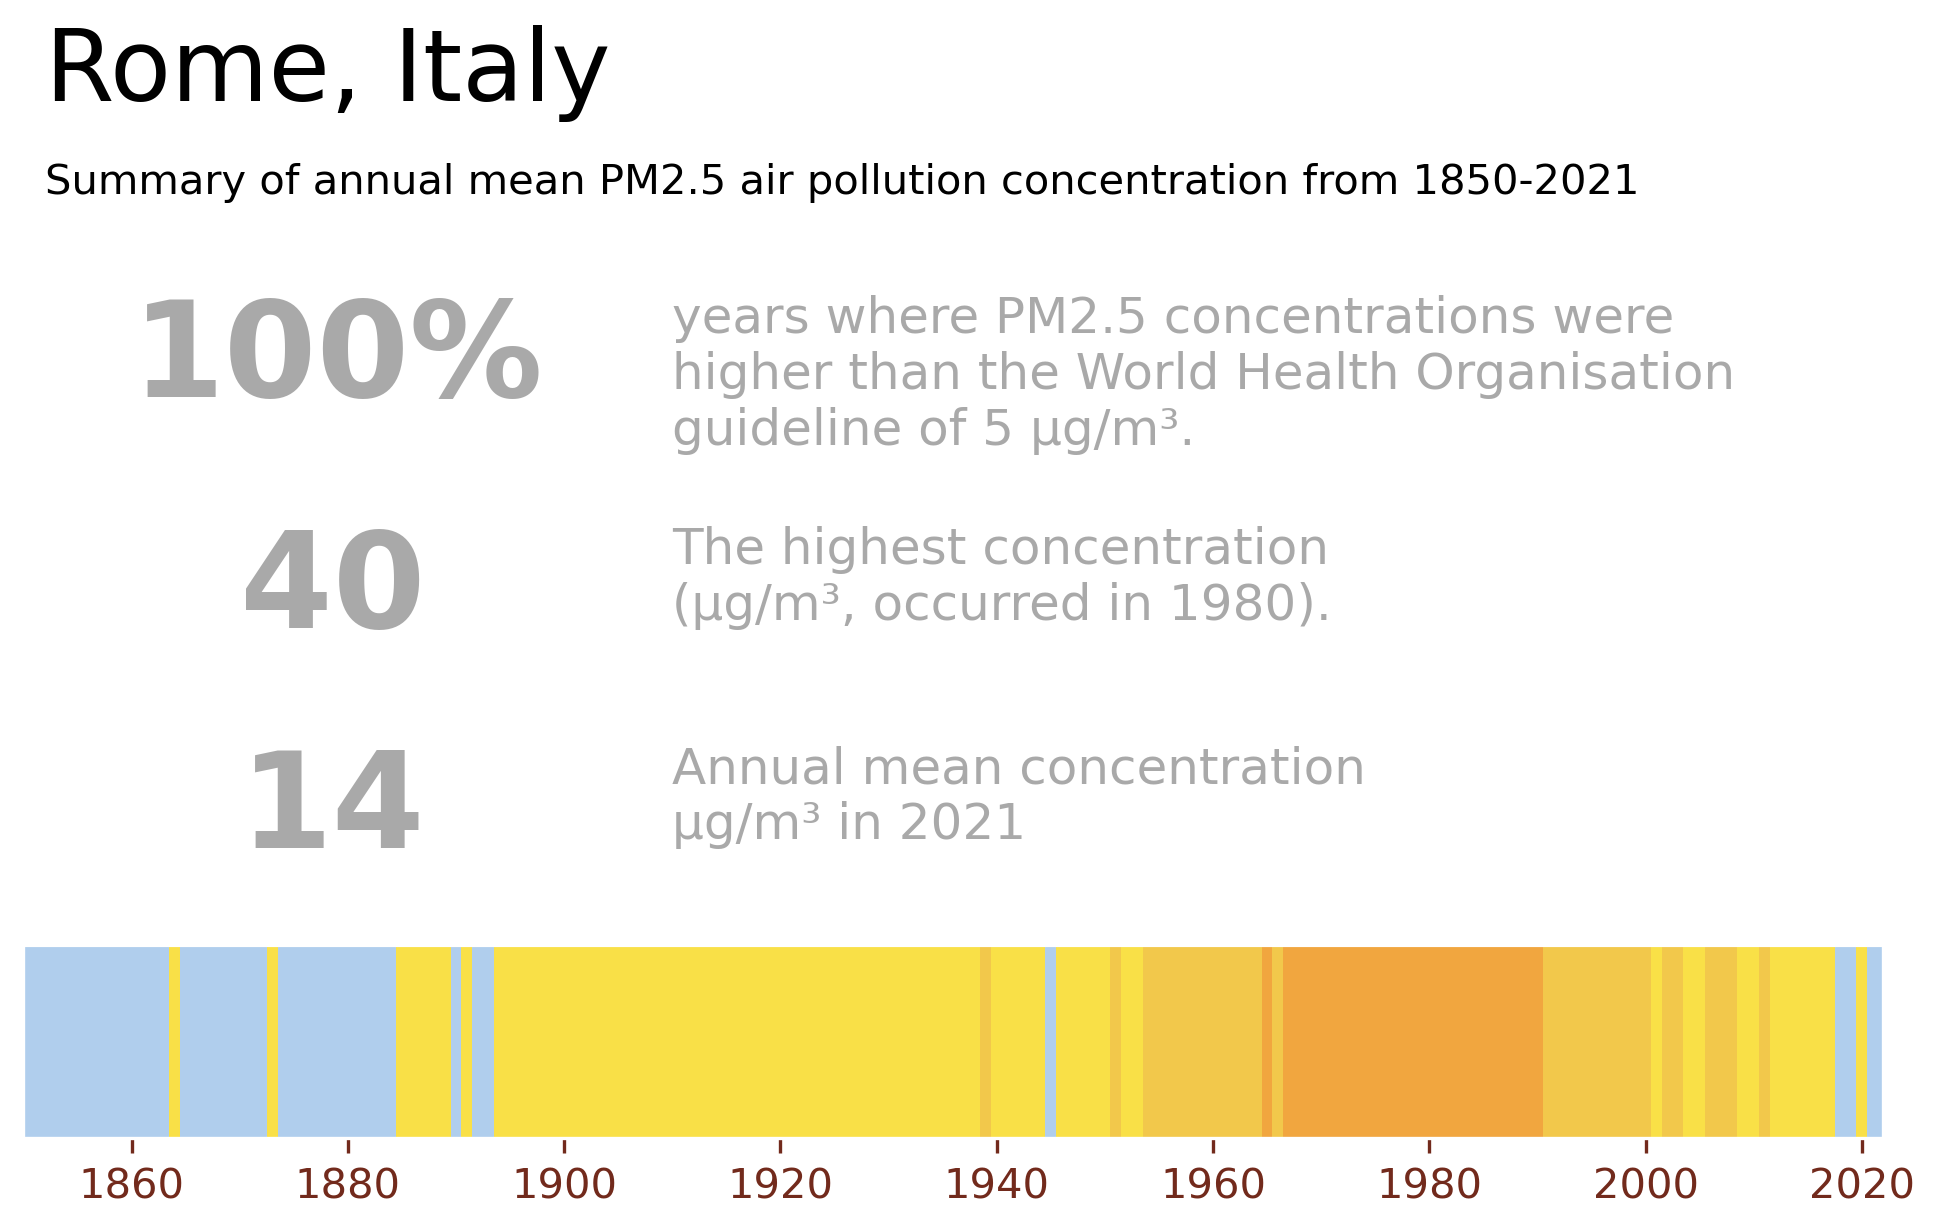 Rome, Italy
Summary of annual mean PM2.5 air pollution concentration from 1850-2021
100%
years where PM2.5 concentrations were
higher than the World Health Organisation
guideline of 5 µg/m³.
40
The highest concentration
(µg/m³, occurred in 1980).
14
Annual mean concentration
µg/m³ in 2021
1860 1880 1900 1920 1940 1960 1980 2000 2020